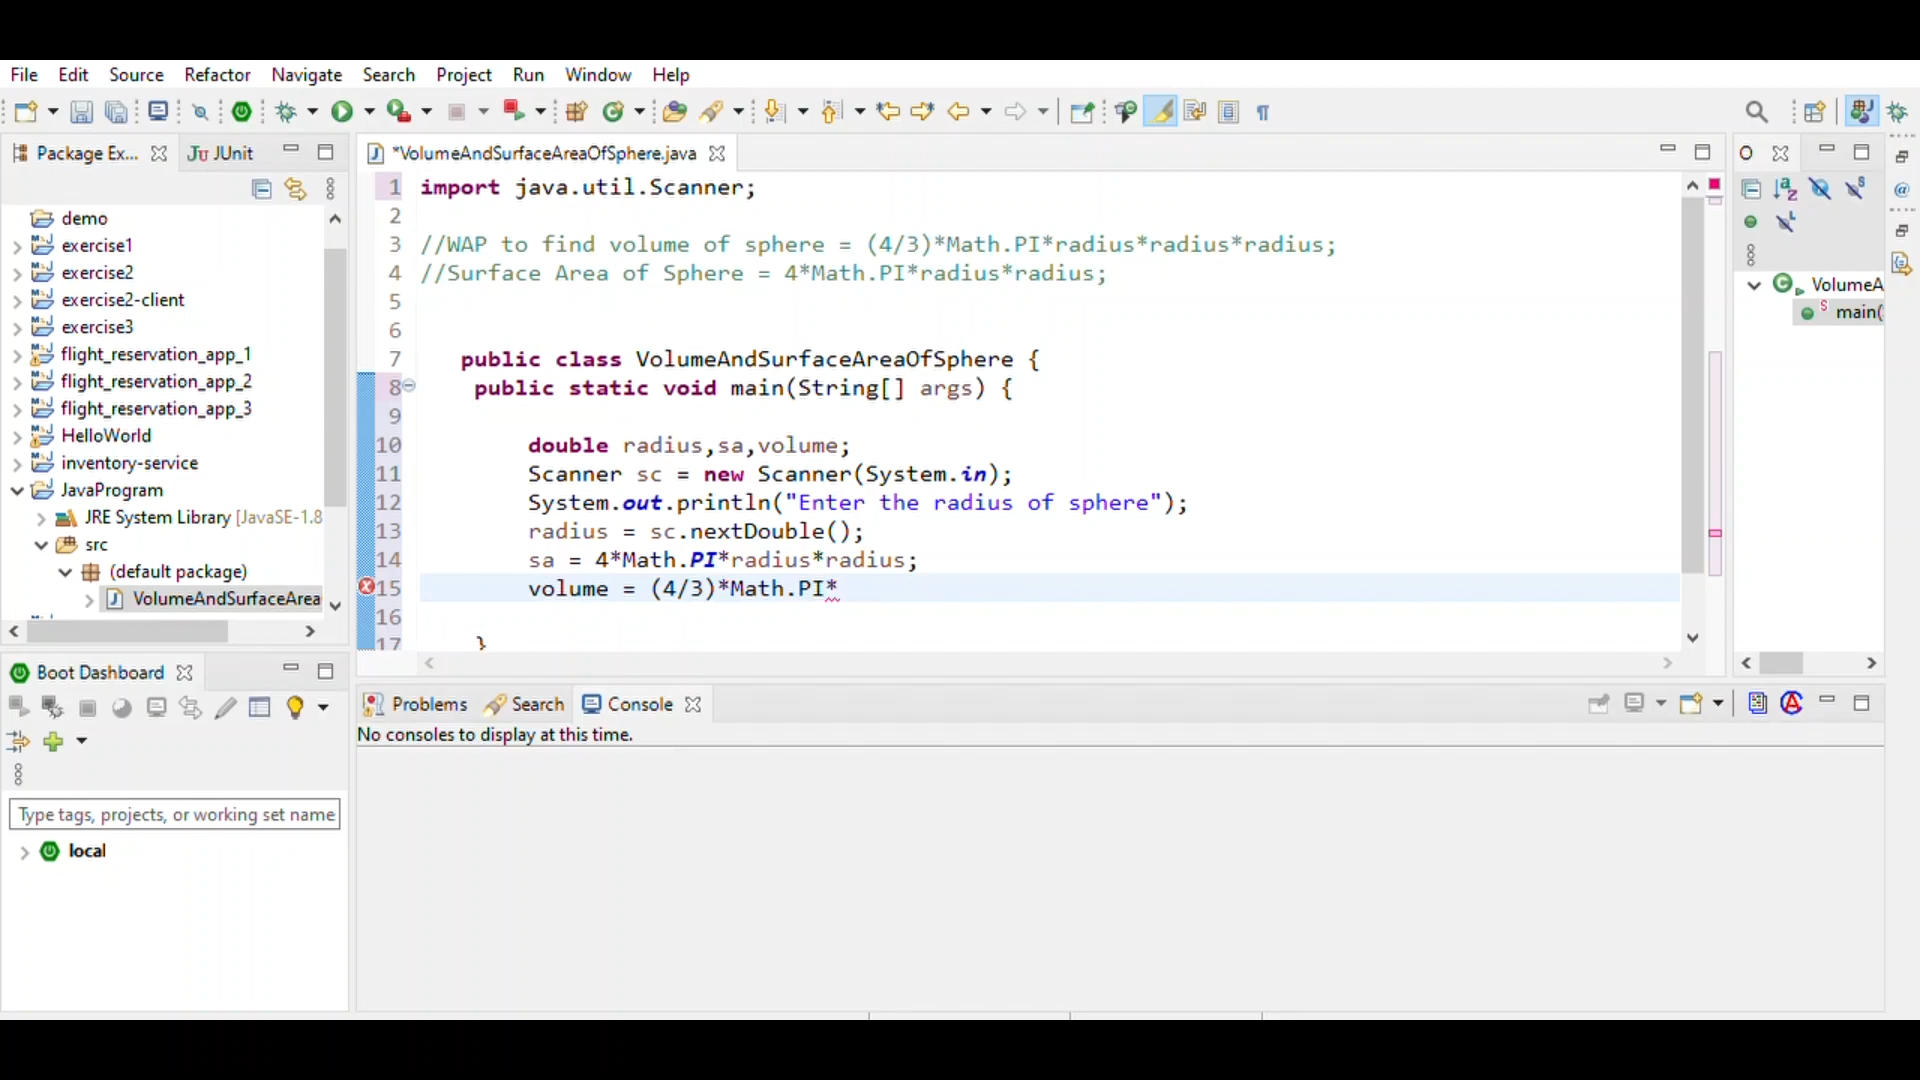 File Edit Source Refactor Navigate Search Project Run Window Help
Package Ex... JUnit
demo
exercise1
exercise2
exercise2-client
exercise3
flight_reservation_app_1
flight_reservation_app_2
flight_reservation_app_3
HelloWorld
inventory-service
JavaProgram
JRE System Library [JavaSE-1.8
src
(default package)
VolumeAndSurfaceArea
*VolumeAndSurfaceAreaOfSphere.java
1 import java.util.Scanner;
2
3 //WAP to find volume of sphere = (4/3)*Math.PI*radius*radius*radius;
4 //Surface Area of Sphere = 4*Math.PI*radius*radius;
5
6
7 public class VolumeAndSurfaceAreaOfSphere {
8 public static void main(String[] args) {
9
10 double radius,sa,volume;
11 Scanner sc = new Scanner(System.in);
12 System.out.println("Enter the radius of sphere");
13 radius = sc.nextDouble();
14 sa = 4*Math.PI*radius*radius;
15 volume = (4/3)*Math.PI*
16
17 }
O
VolumeA
main(
Boot Dashboard
Type tags, projects, or working set name
local
Problems Search Console
No consoles to display at this time.